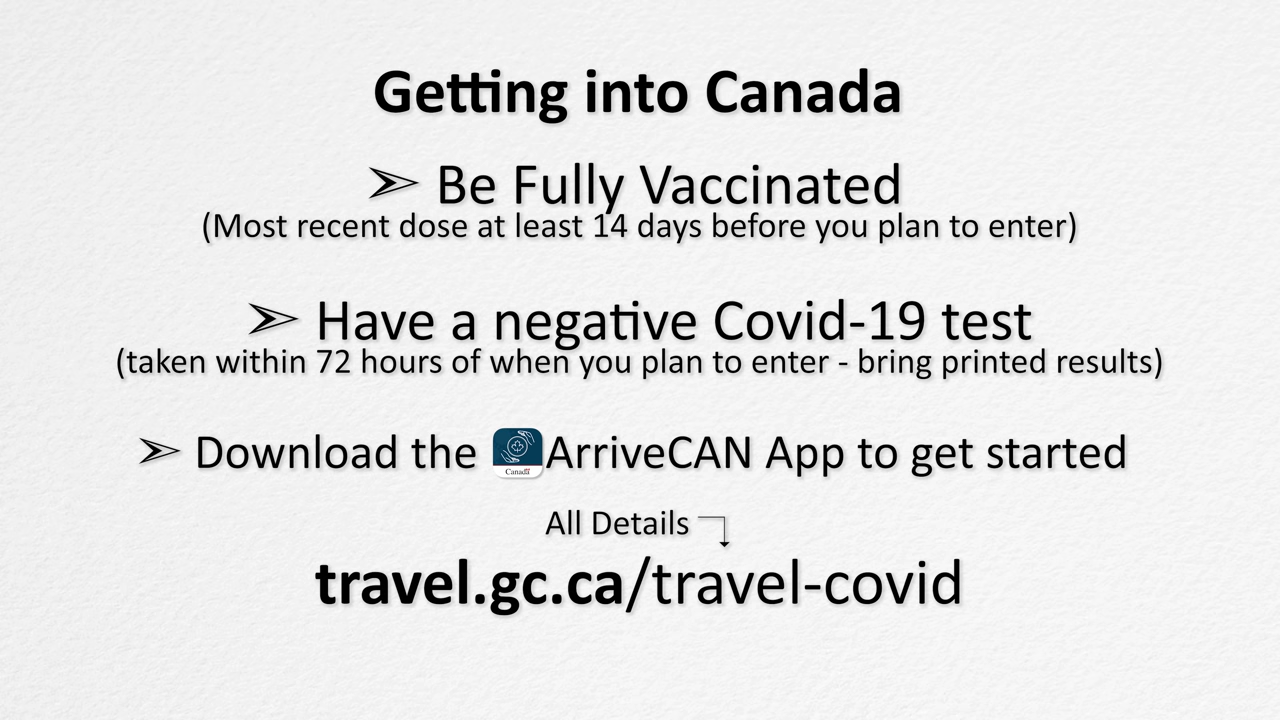 Getting into Canada
➢ Be Fully Vaccinated
(Most recent dose at least 14 days before you plan to enter)
➢ Have a negative Covid-19 test
(taken within 72 hours of when you plan to enter - bring printed results)
➢ Download the Canada ArriveCAN App to get started
All Details
travel.gc.ca/travel-covid